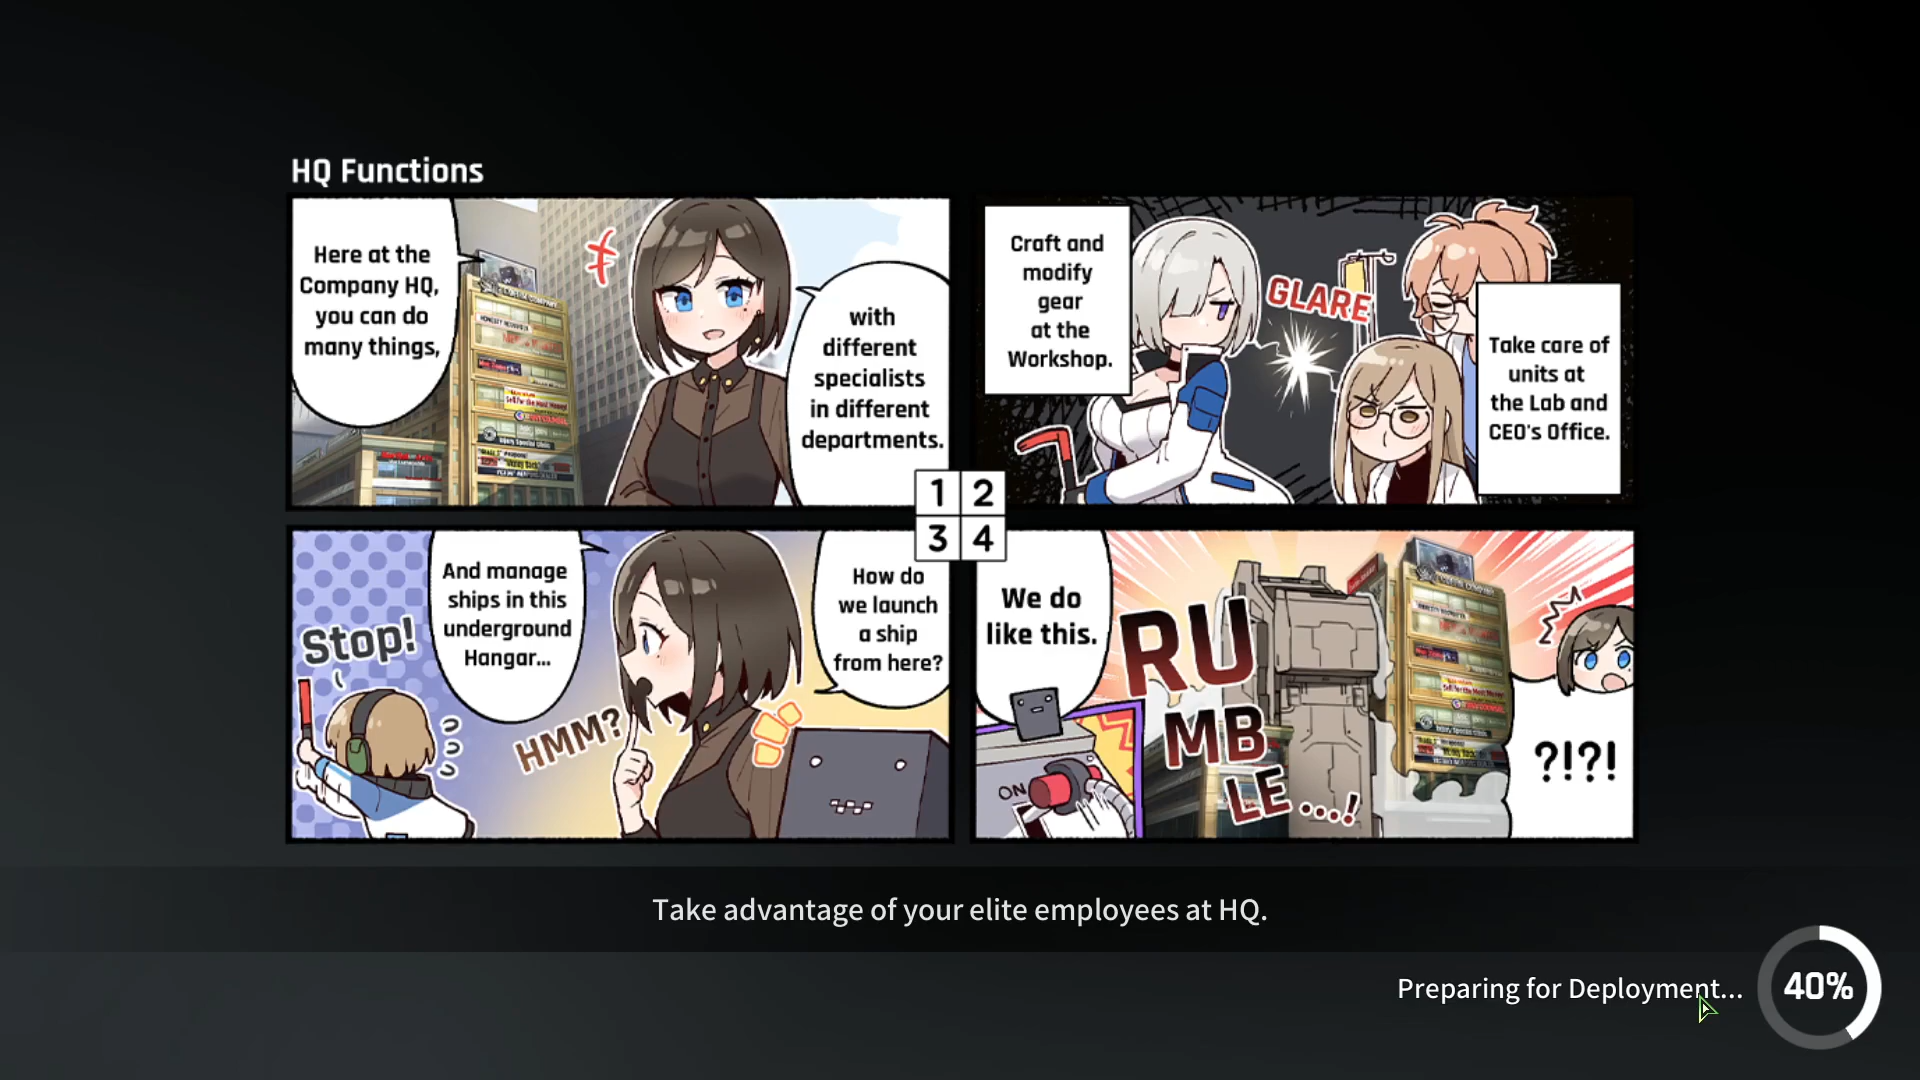 HQ Functions
Here at the
Company HQ,
you can do
many things,
with
different
specialists
in different
departments.
Craft and
modify
gear
at the
Workshop.
GLARE
Take care of
units at
the Lab and
CEO's Office.
1 2
3 4
Stop!
And manage
ships in this
underground
Hangar...
HMM?
How do
we launch
a ship
from here?
We do
like this.
ON
RU
MB
LE...!
?!?!
Take advantage of your elite employees at HQ.
Preparing for Deployment...
40%